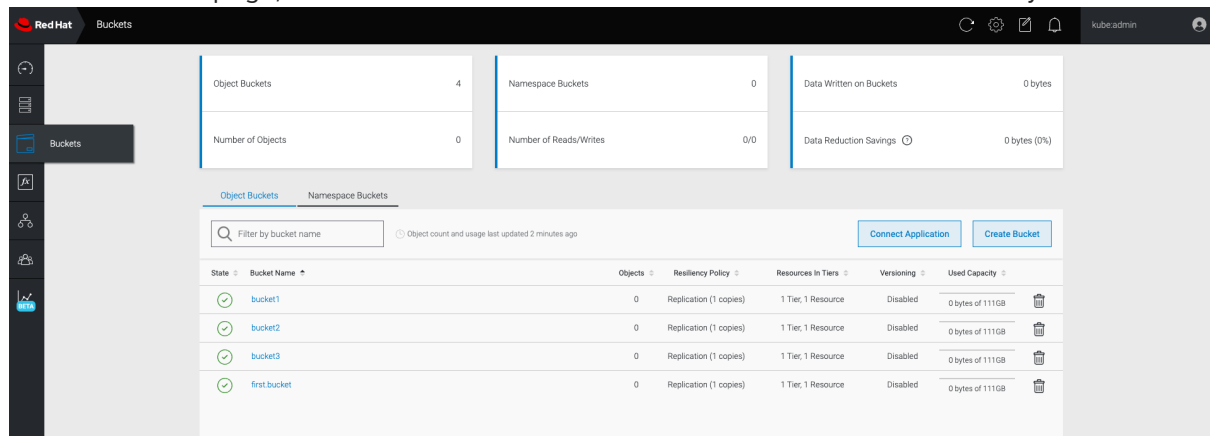 Red Hat Buckets kube:admin
Object Buckets 4 Namespace Buckets 0 Data Written on Buckets 0 bytes
Buckets
Number of Objects 0 Number of Reads/Writes 0/0 Data Reduction Savings ? 0 bytes (0%)
fx
Object Buckets Namespace Buckets
Filter by bucket name Object count and usage last updated 2 minutes ago Connect Application Create Bucket
State Bucket Name Objects Resiliency Policy Resources In Tiers Versioning Used Capacity
BETA
bucket1 0 Replication (1 copies) 1 Tier, 1 Resource Disabled 0 bytes of 111GB
bucket2 0 Replication (1 copies) 1 Tier, 1 Resource Disabled 0 bytes of 111GB
bucket3 0 Replication (1 copies) 1 Tier, 1 Resource Disabled 0 bytes of 111GB
first.bucket 0 Replication (1 copies) 1 Tier, 1 Resource Disabled 0 bytes of 111GB